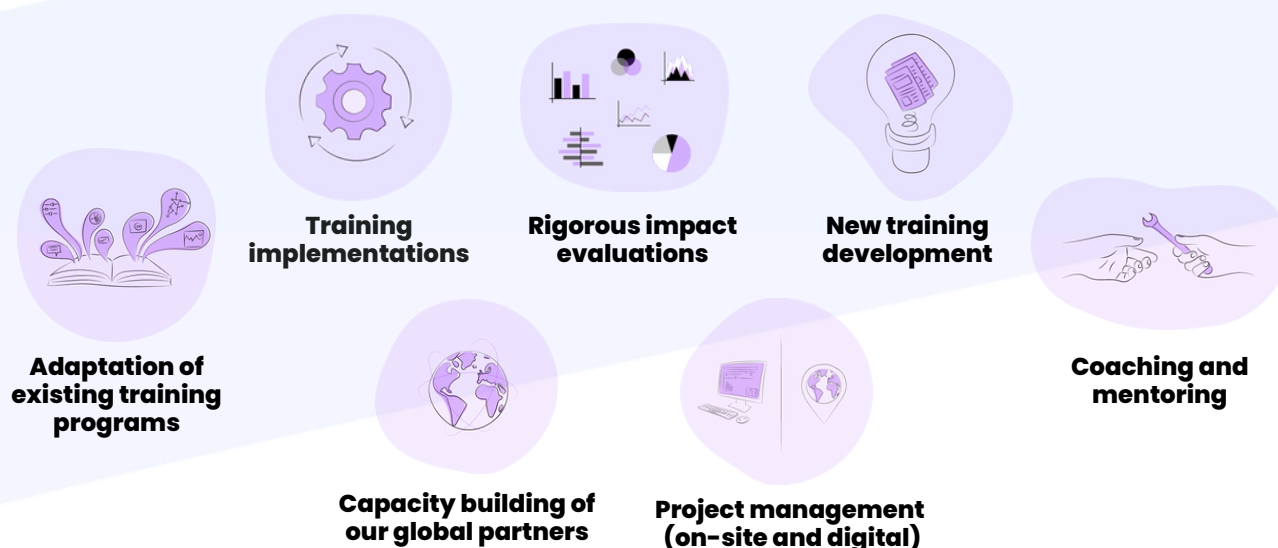 Training
implementations
Rigorous impact
evaluations
New training
development
Adaptation of
existing training
programs
Coaching and
mentoring
Capacity building of
our global partners
Project management
(on-site and digital)